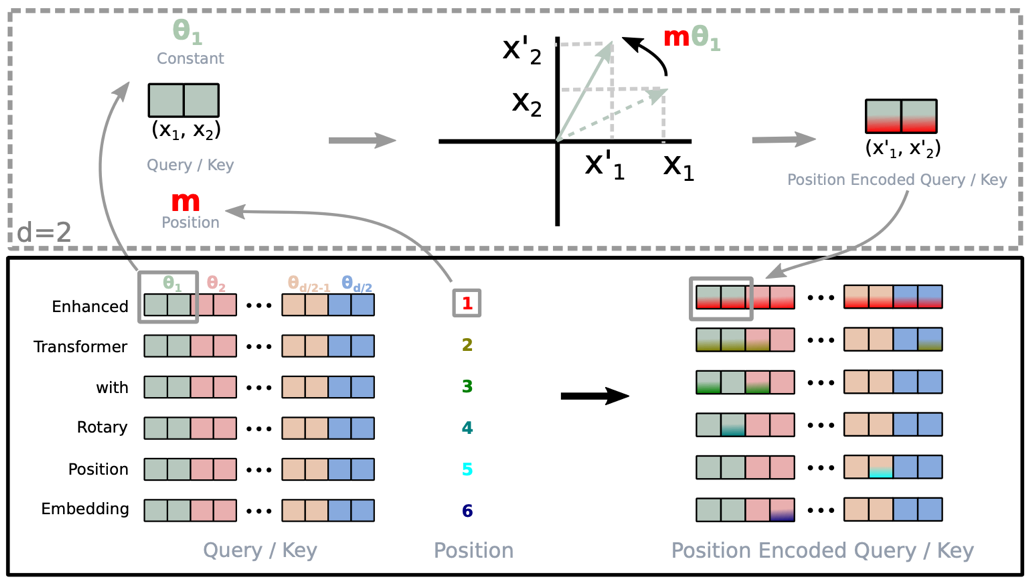 θ1
Constant
(x1, x2)
Query / Key
m
Position
d=2
x'2
x2
x'1
x1
mθ1
(x'1, x'2)
Position Encoded Query / Key
θ1 θ2 ••• θd/2-1 θd/2
Enhanced ••• 1 •••
Transformer ••• 2 •••
with ••• 3 •••
Rotary ••• 4 •••
Position ••• 5 •••
Embedding ••• 6 •••
Query / Key Position Position Encoded Query / Key